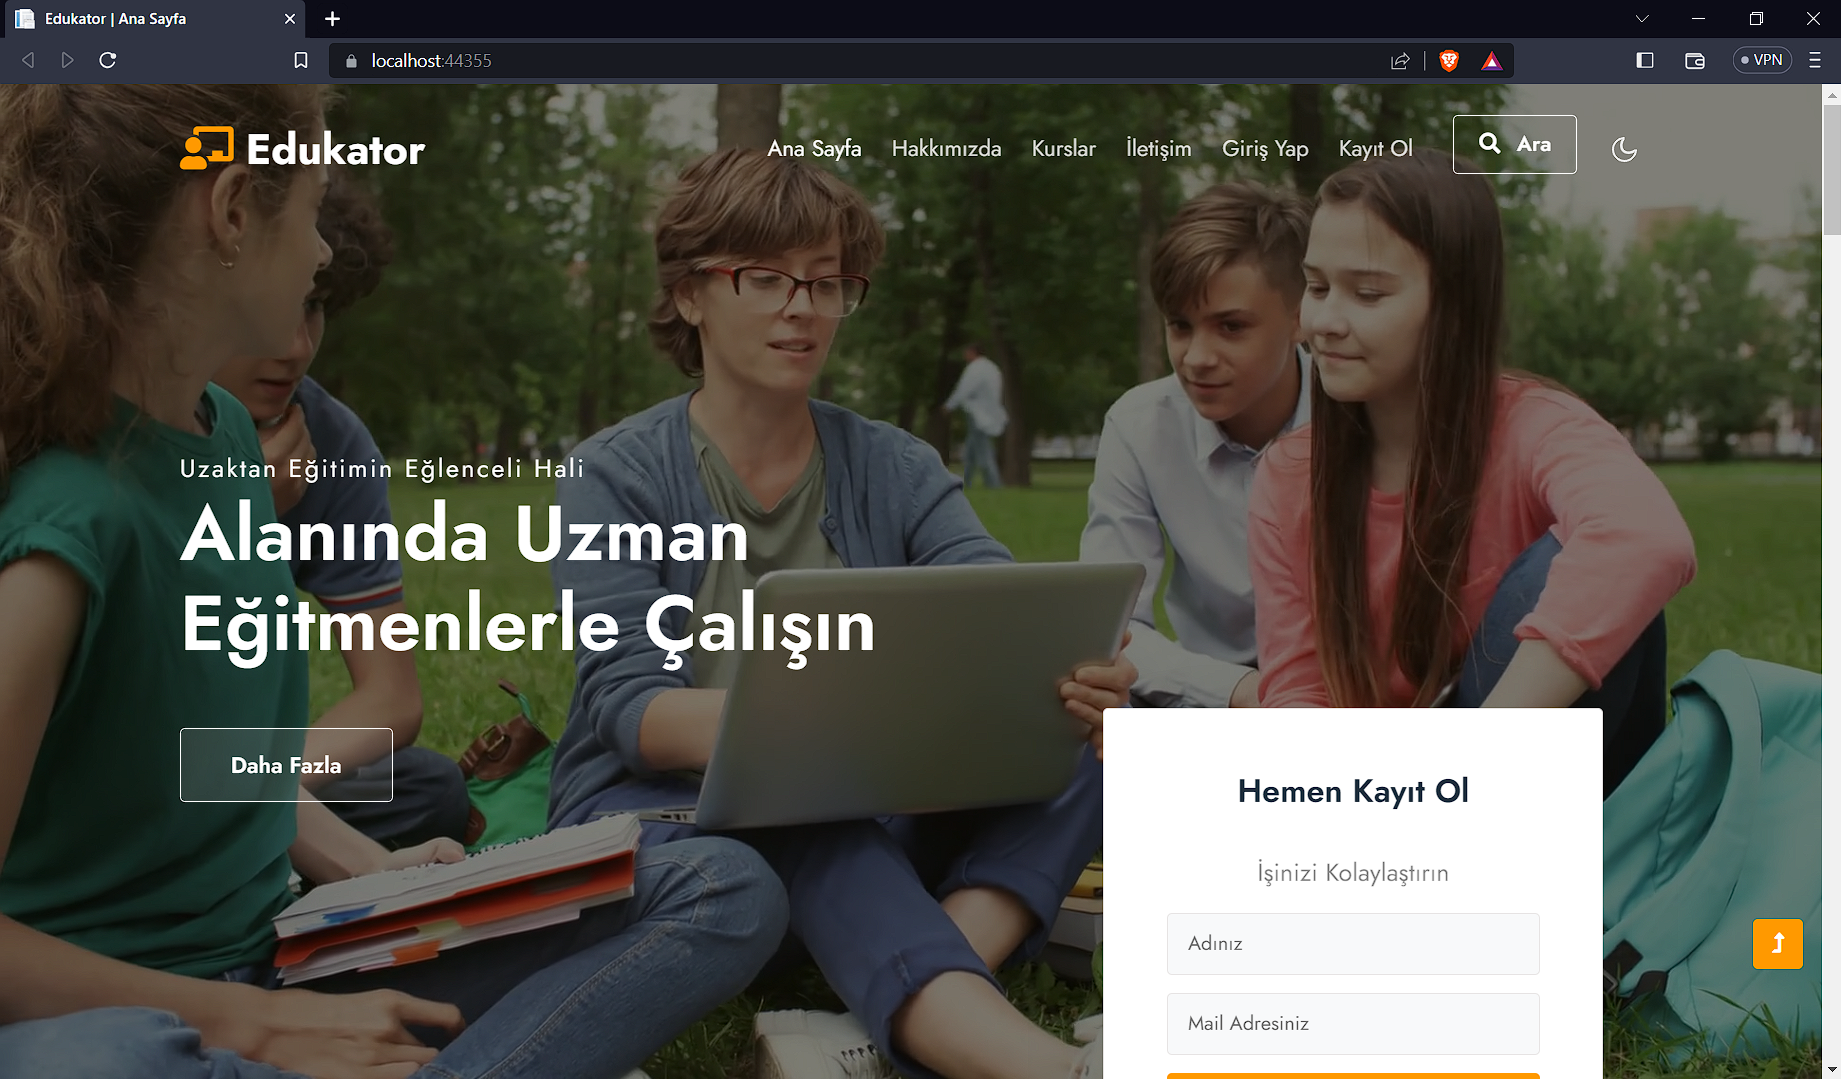 Edukator | Ana Sayfa
localhost:44355
VPN
Edukator
Ana Sayfa
Hakkımızda
Kurslar
İletişim
Giriş Yap
Kayıt Ol
Ara
Uzaktan Eğitimin Eğlenceli Hali
Alanında Uzman
Eğitmenlerle Çalışın
Daha Fazla
Hemen Kayıt Ol
İşinizi Kolaylaştırın
Adınız
Mail Adresiniz